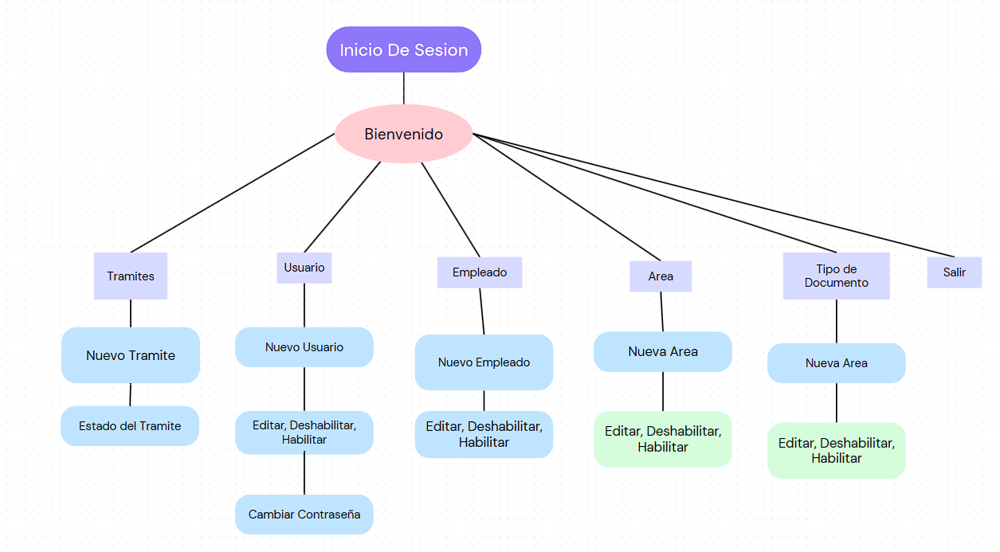 Inicio De Sesion
Bienvenido
Tramites
Usuario
Empleado
Area
Tipo de
Documento
Salir
Nuevo Tramite
Nuevo Usuario
Nuevo Empleado
Nueva Area
Nueva Area
Estado del Tramite
Editar, Deshabilitar,
Habilitar
Editar, Deshabilitar,
Habilitar
Editar, Deshabilitar,
Habilitar
Editar, Deshabilitar,
Habilitar
Cambiar Contraseña